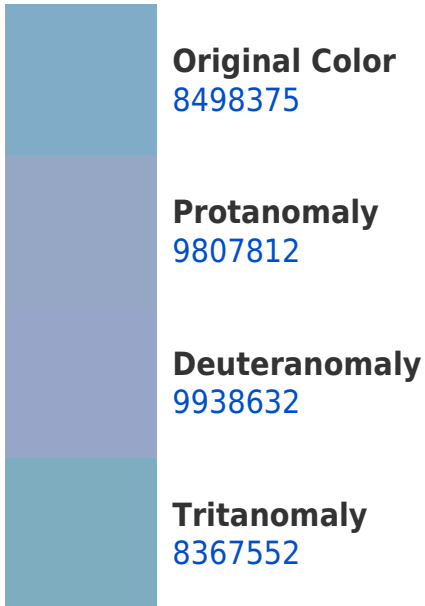 Original Color
8498375
Protanomaly
9807812
Deuteranomaly
9938632
Tritanomaly
8367552